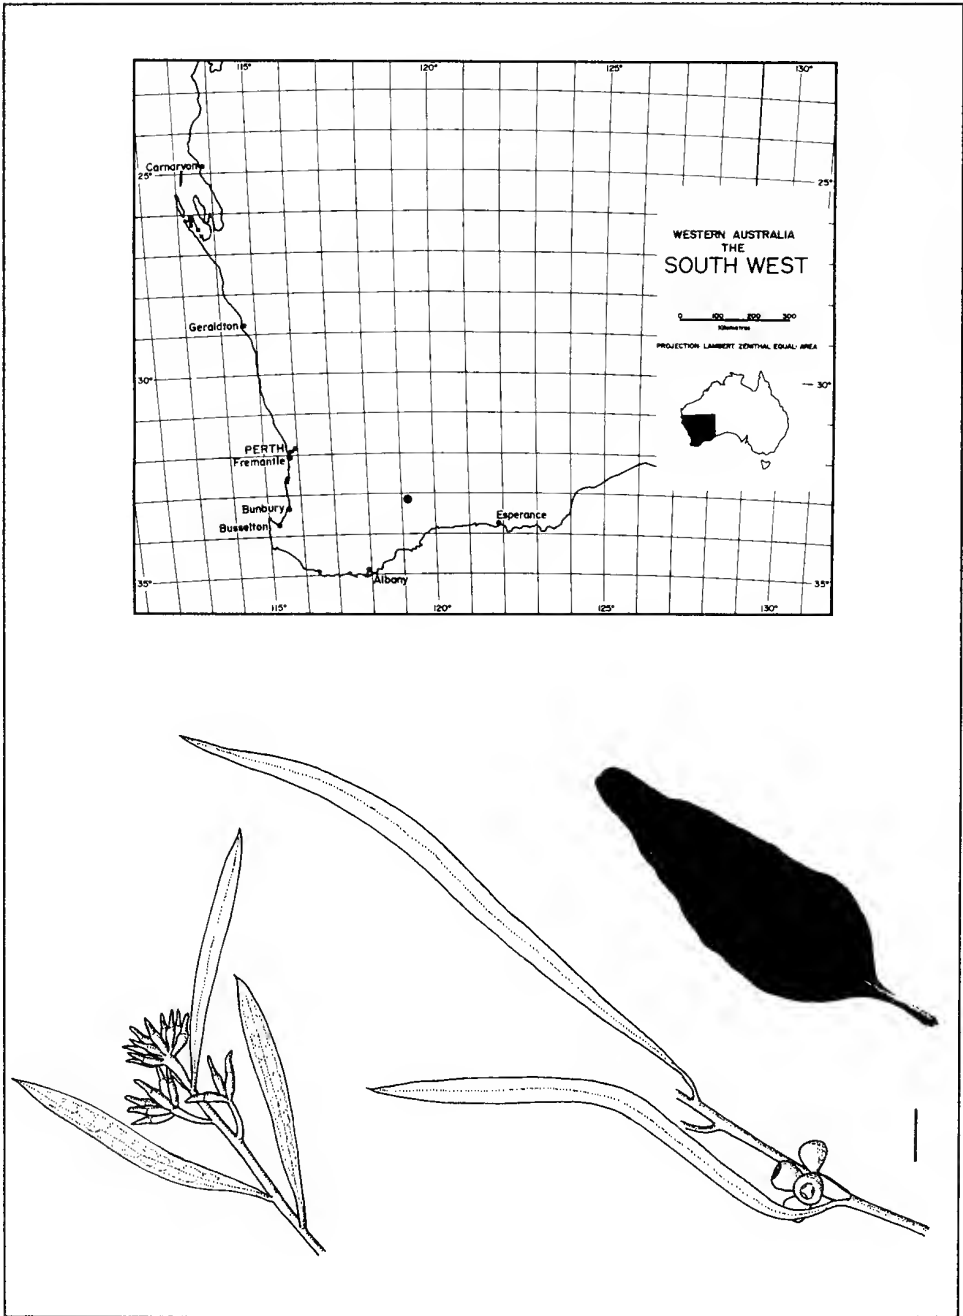 115° 120° 125° 130°
Carnarvon
25° 25°
WESTERN AUSTRALIA
THE
SOUTH WEST
0 100 200 300
Kilometres
Geraldton
PROJECTION LAMBERT ZENITHAL EQUAL-AREA
30° 30°
PERTH
Fremantle
Bunbury
Esperance
Busselton
Albany
35° 35°
115° 120° 125° 130°